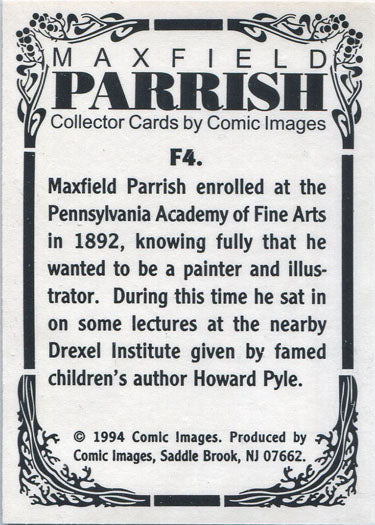 MAXFIELD
PARRISH
Collector Cards by Comic Images
F4.
Maxfield Parrish enrolled at the
Pennsylvania Academy of Fine Arts
in 1892, knowing fully that he
wanted to be a painter and illus-
trator. During this time he sat in
on some lectures at the nearby
Drexel Institute given by famed
children's author Howard Pyle.
© 1994 Comic Images. Produced by
Comic Images, Saddle Brook, NJ 07662.